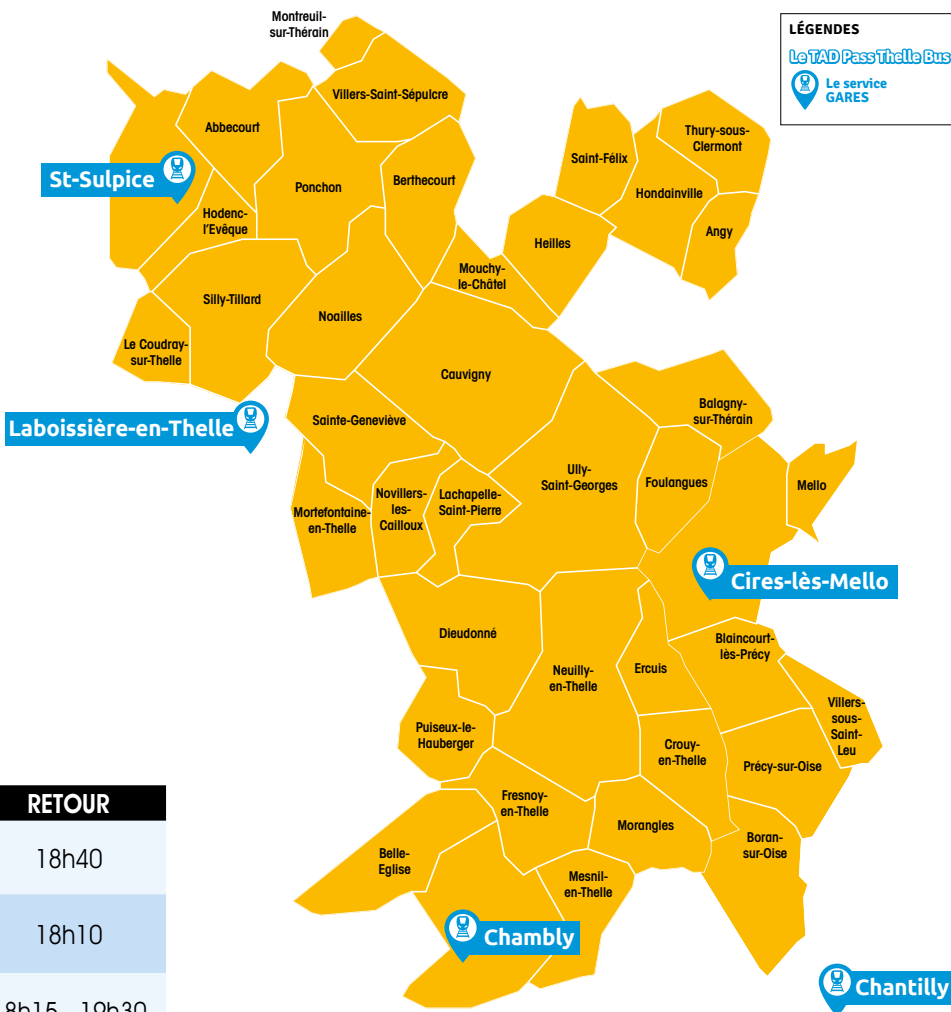 Montreuil-
sur-Thérain
LÉGENDES
Le TAD Pass Thelle Bus
Le service
GARES
Villers-Saint-Sépulcre
Abbecourt
Thury-sous-
Clermont
Saint-Félix
St-Sulpice
Ponchon
Berthecourt
Hondainville
Hodenc-
l'Evêque
Angy
Heilles
Mouchy-
le-Châtel
Silly-Tillard
Noailles
Le Coudray-
sur-Thelle
Cauvigny
Balagny-
sur-Thérain
Laboissière-en-Thelle
Sainte-Geneviève
Ully-
Saint-Georges
Foulangues
Mello
Novillers-
les-
Cailloux
Lachapelle-
Saint-Pierre
Mortefontaine-
en-Thelle
Cires-lès-Mello
Dieudonné
Blaincourt-
lès-Précy
Neuilly-
en-Thelle
Ercuis
Villers-
sous-
Saint-
Leu
Puiseux-le-
Hauberger
Crouy-
en-Thelle
Précy-sur-Oise
RETOUR
18h40
18h10
Fresnoy-
en-Thelle
Morangles
Boran-
sur-Oise
Belle-
Eglise
Mesnil-
en-Thelle
Chambly
Chantilly